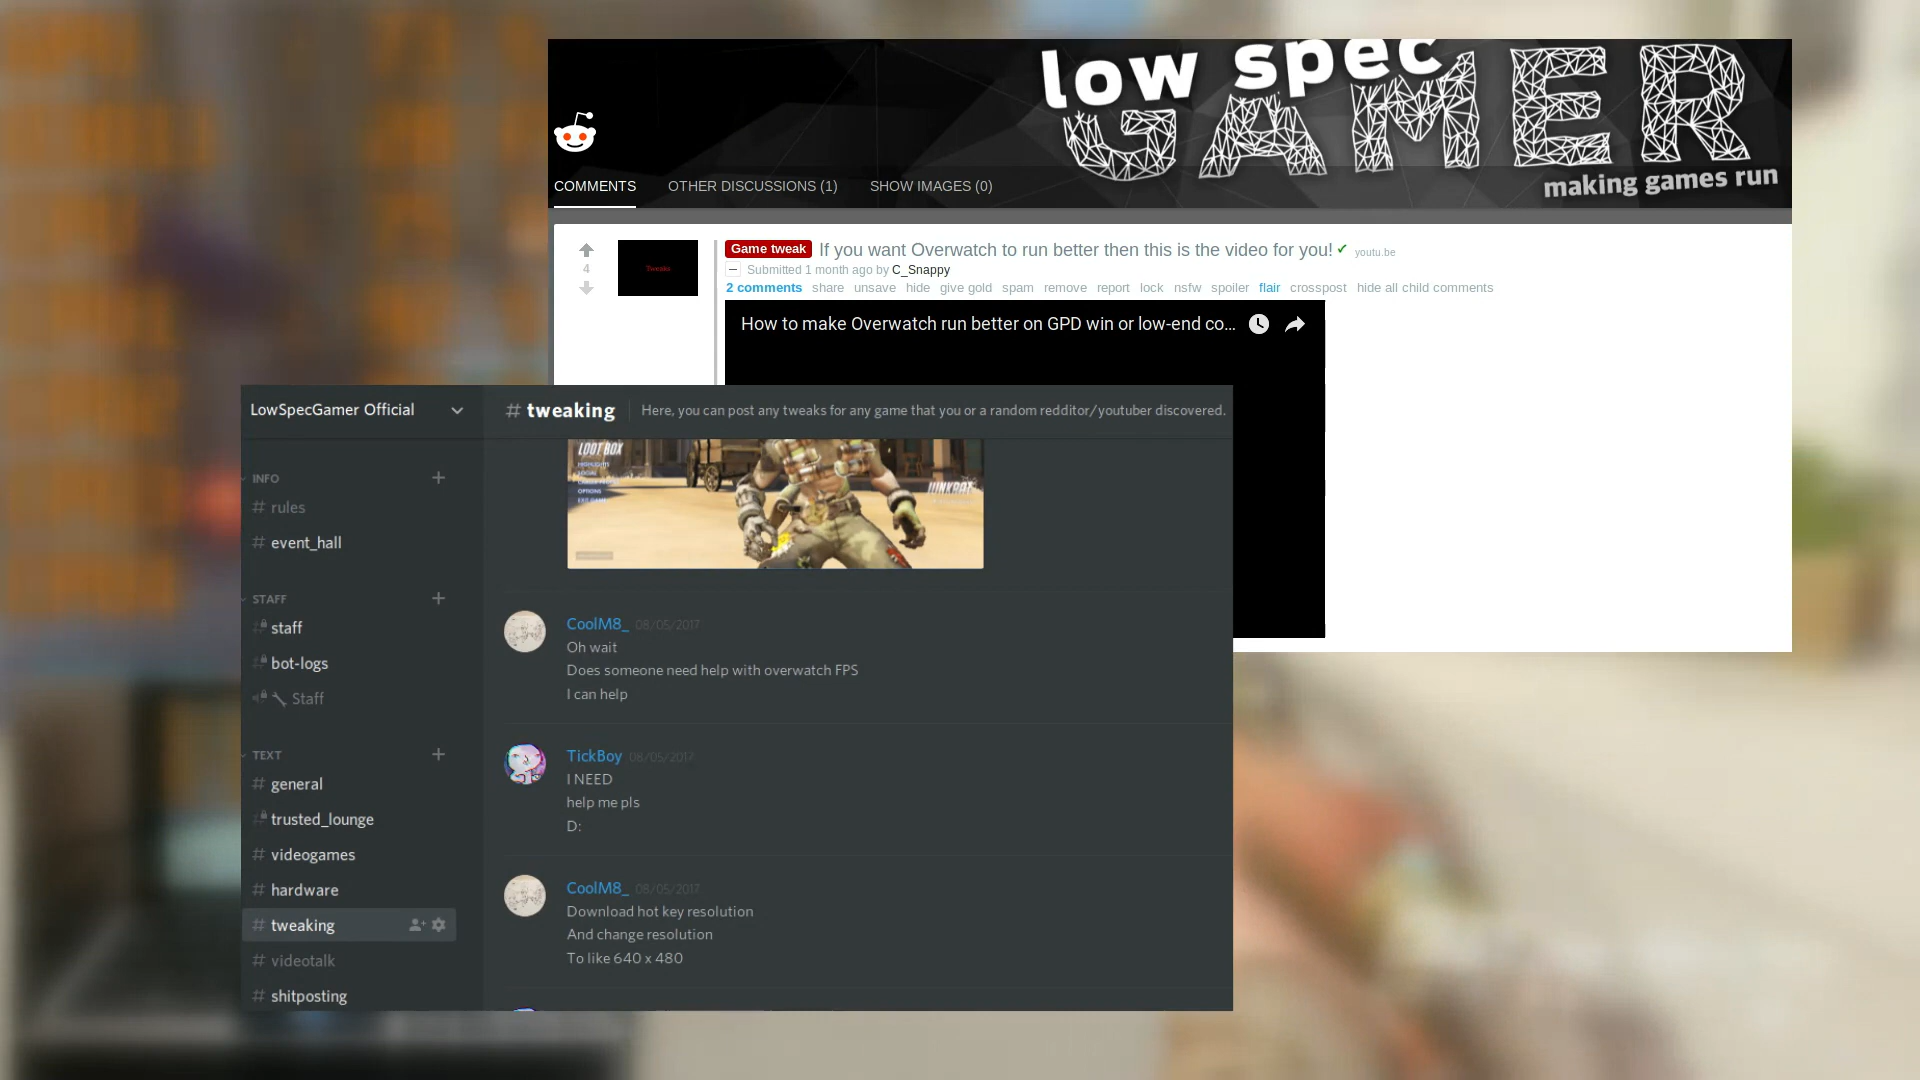 low spec
GAMER
making games run
COMMENTS
OTHER DISCUSSIONS (1)
SHOW IMAGES (0)
4
Tweaks
Game tweak If you want Overwatch to run better then this is the video for you! ✔ youtu.be
Submitted 1 month ago by C_Snappy
2 comments share unsave hide give gold spam remove report lock nsfw spoiler flair crosspost hide all child comments
How to make Overwatch run better on GPD win or low-end co...
LowSpecGamer Official
INFO
# rules
# event_hall
STAFF
staff
bot-logs
Staff
TEXT
# general
trusted_lounge
# videogames
# hardware
# tweaking
# videotalk
# shitposting
# tweaking
Here, you can post any tweaks for any game that you or a random redditor/youtuber discovered.
LOOT BOX
HIGHLIGHTS
SOCIAL
OPTIONS
EXIT GAME
JUNKRAT
CoolM8_ 08/05/2017
Oh wait
Does someone need help with overwatch FPS
I can help
TickBoy 08/05/2017
I NEED
help me pls
D:
CoolM8_ 08/05/2017
Download hot key resolution
And change resolution
To like 640 x 480